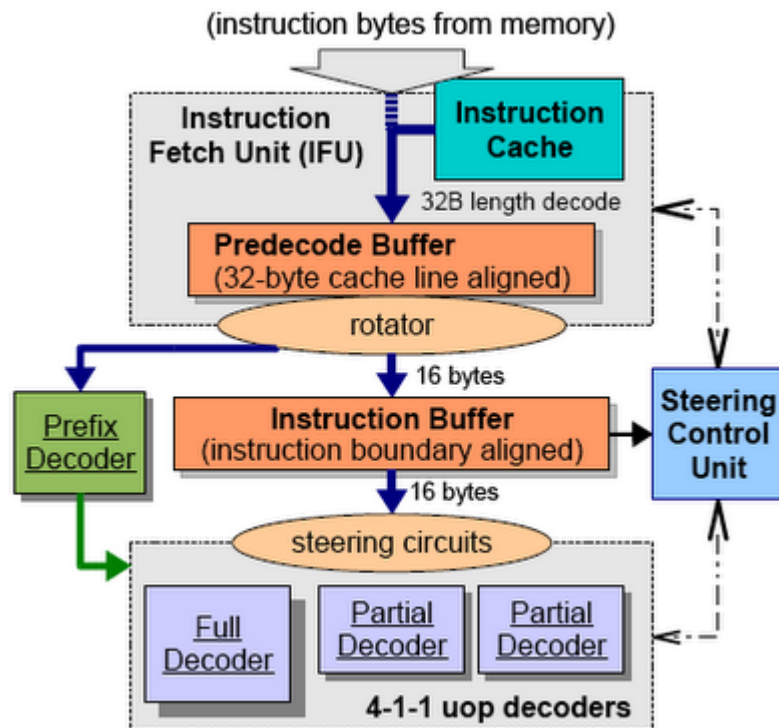 (instruction bytes from memory)
Instruction
Fetch Unit (IFU)
Instruction
Cache
32B length decode
Predecode Buffer
(32-byte cache line aligned)
rotator
16 bytes
Prefix
Decoder
Instruction Buffer
(instruction boundary aligned)
Steering
Control
Unit
16 bytes
steering circuits
Full
Decoder
Partial
Decoder
Partial
Decoder
4-1-1 uop decoders